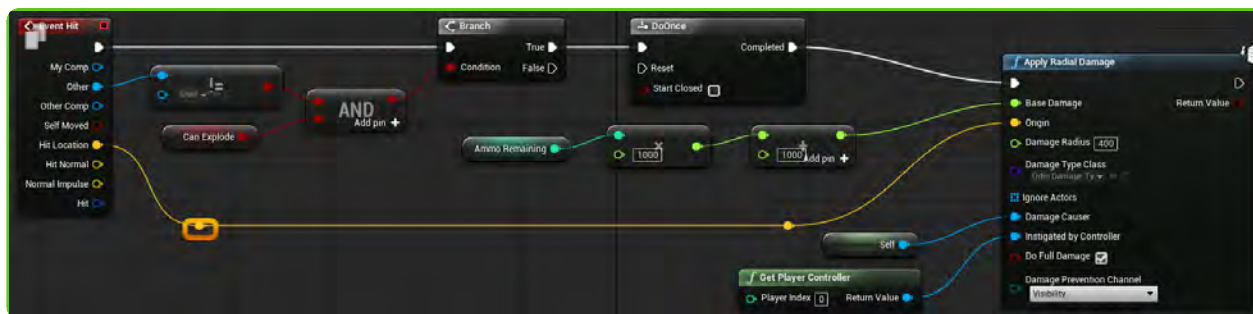 Event Hit
My Comp
Other
Other Comp
Self Moved
Hit Location
Hit Normal
Normal Impulse
Hit
!=
Can Explode
AND
Add pin +
Branch
Condition
True
False
DoOnce
Reset
Start Closed
Completed
Ammo Remaining
×
1000
+
1000
Add pin +
Self
f Get Player Controller
Player Index 0
Return Value
f Apply Radial Damage
Base Damage
Origin
Damage Radius 400
Damage Type Class
Ignore Actors
Damage Causer
Instigated by Controller
Do Full Damage
Damage Prevention Channel
Visibility
Return Value